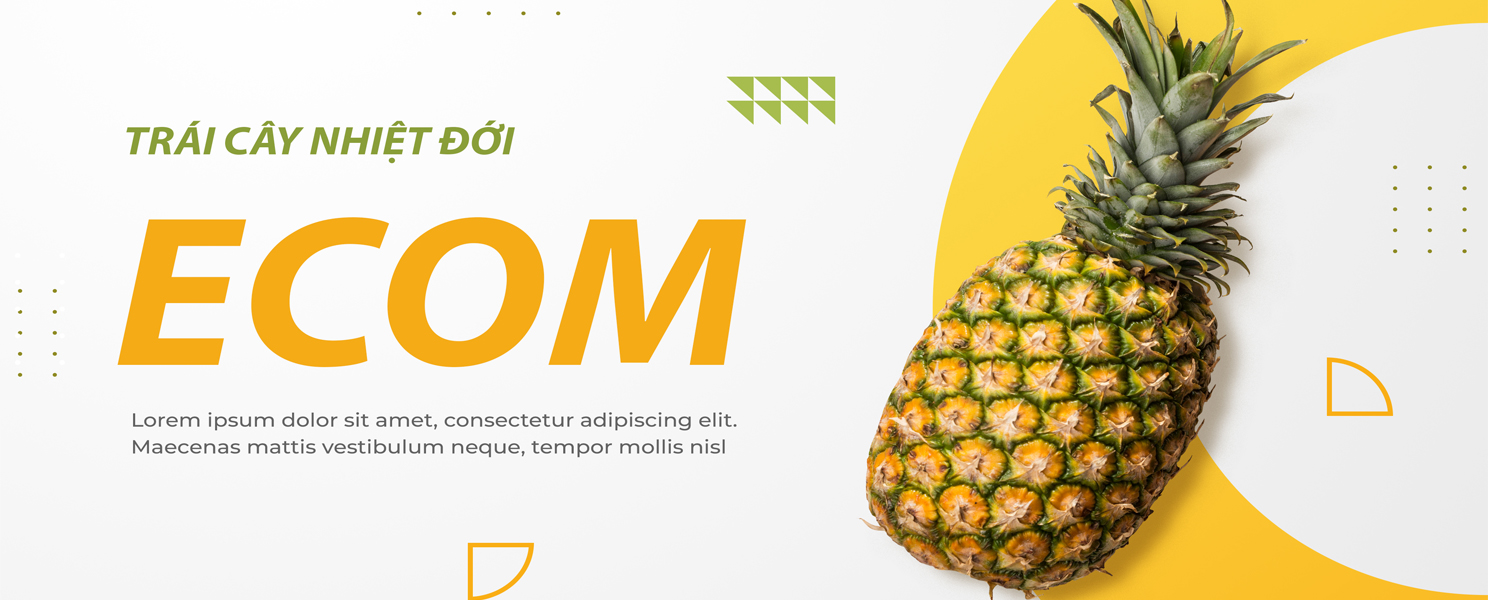 TRÁI CÂY NHIỆT ĐỚI
ECOM
Lorem ipsum dolor sit amet, consectetur adipiscing elit.
Maecenas mattis vestibulum neque, tempor mollis nisl